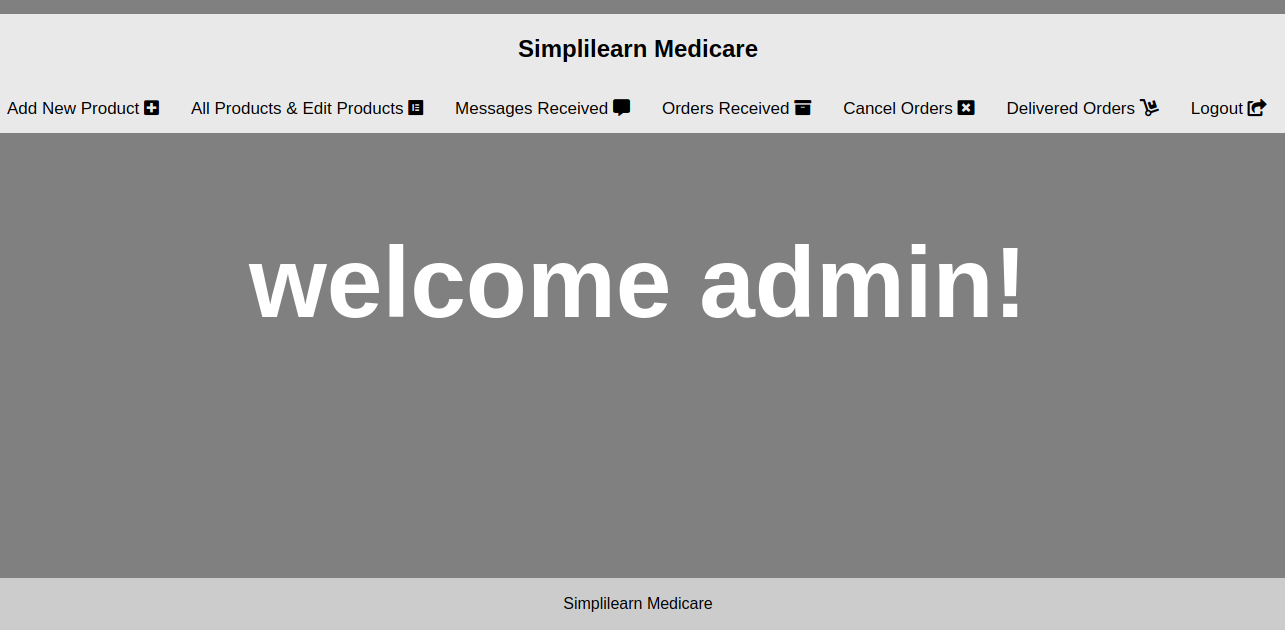 Simplilearn Medicare
Add New Product All Products & Edit Products Messages Received Orders Received Cancel Orders Delivered Orders Logout
welcome admin!
Simplilearn Medicare